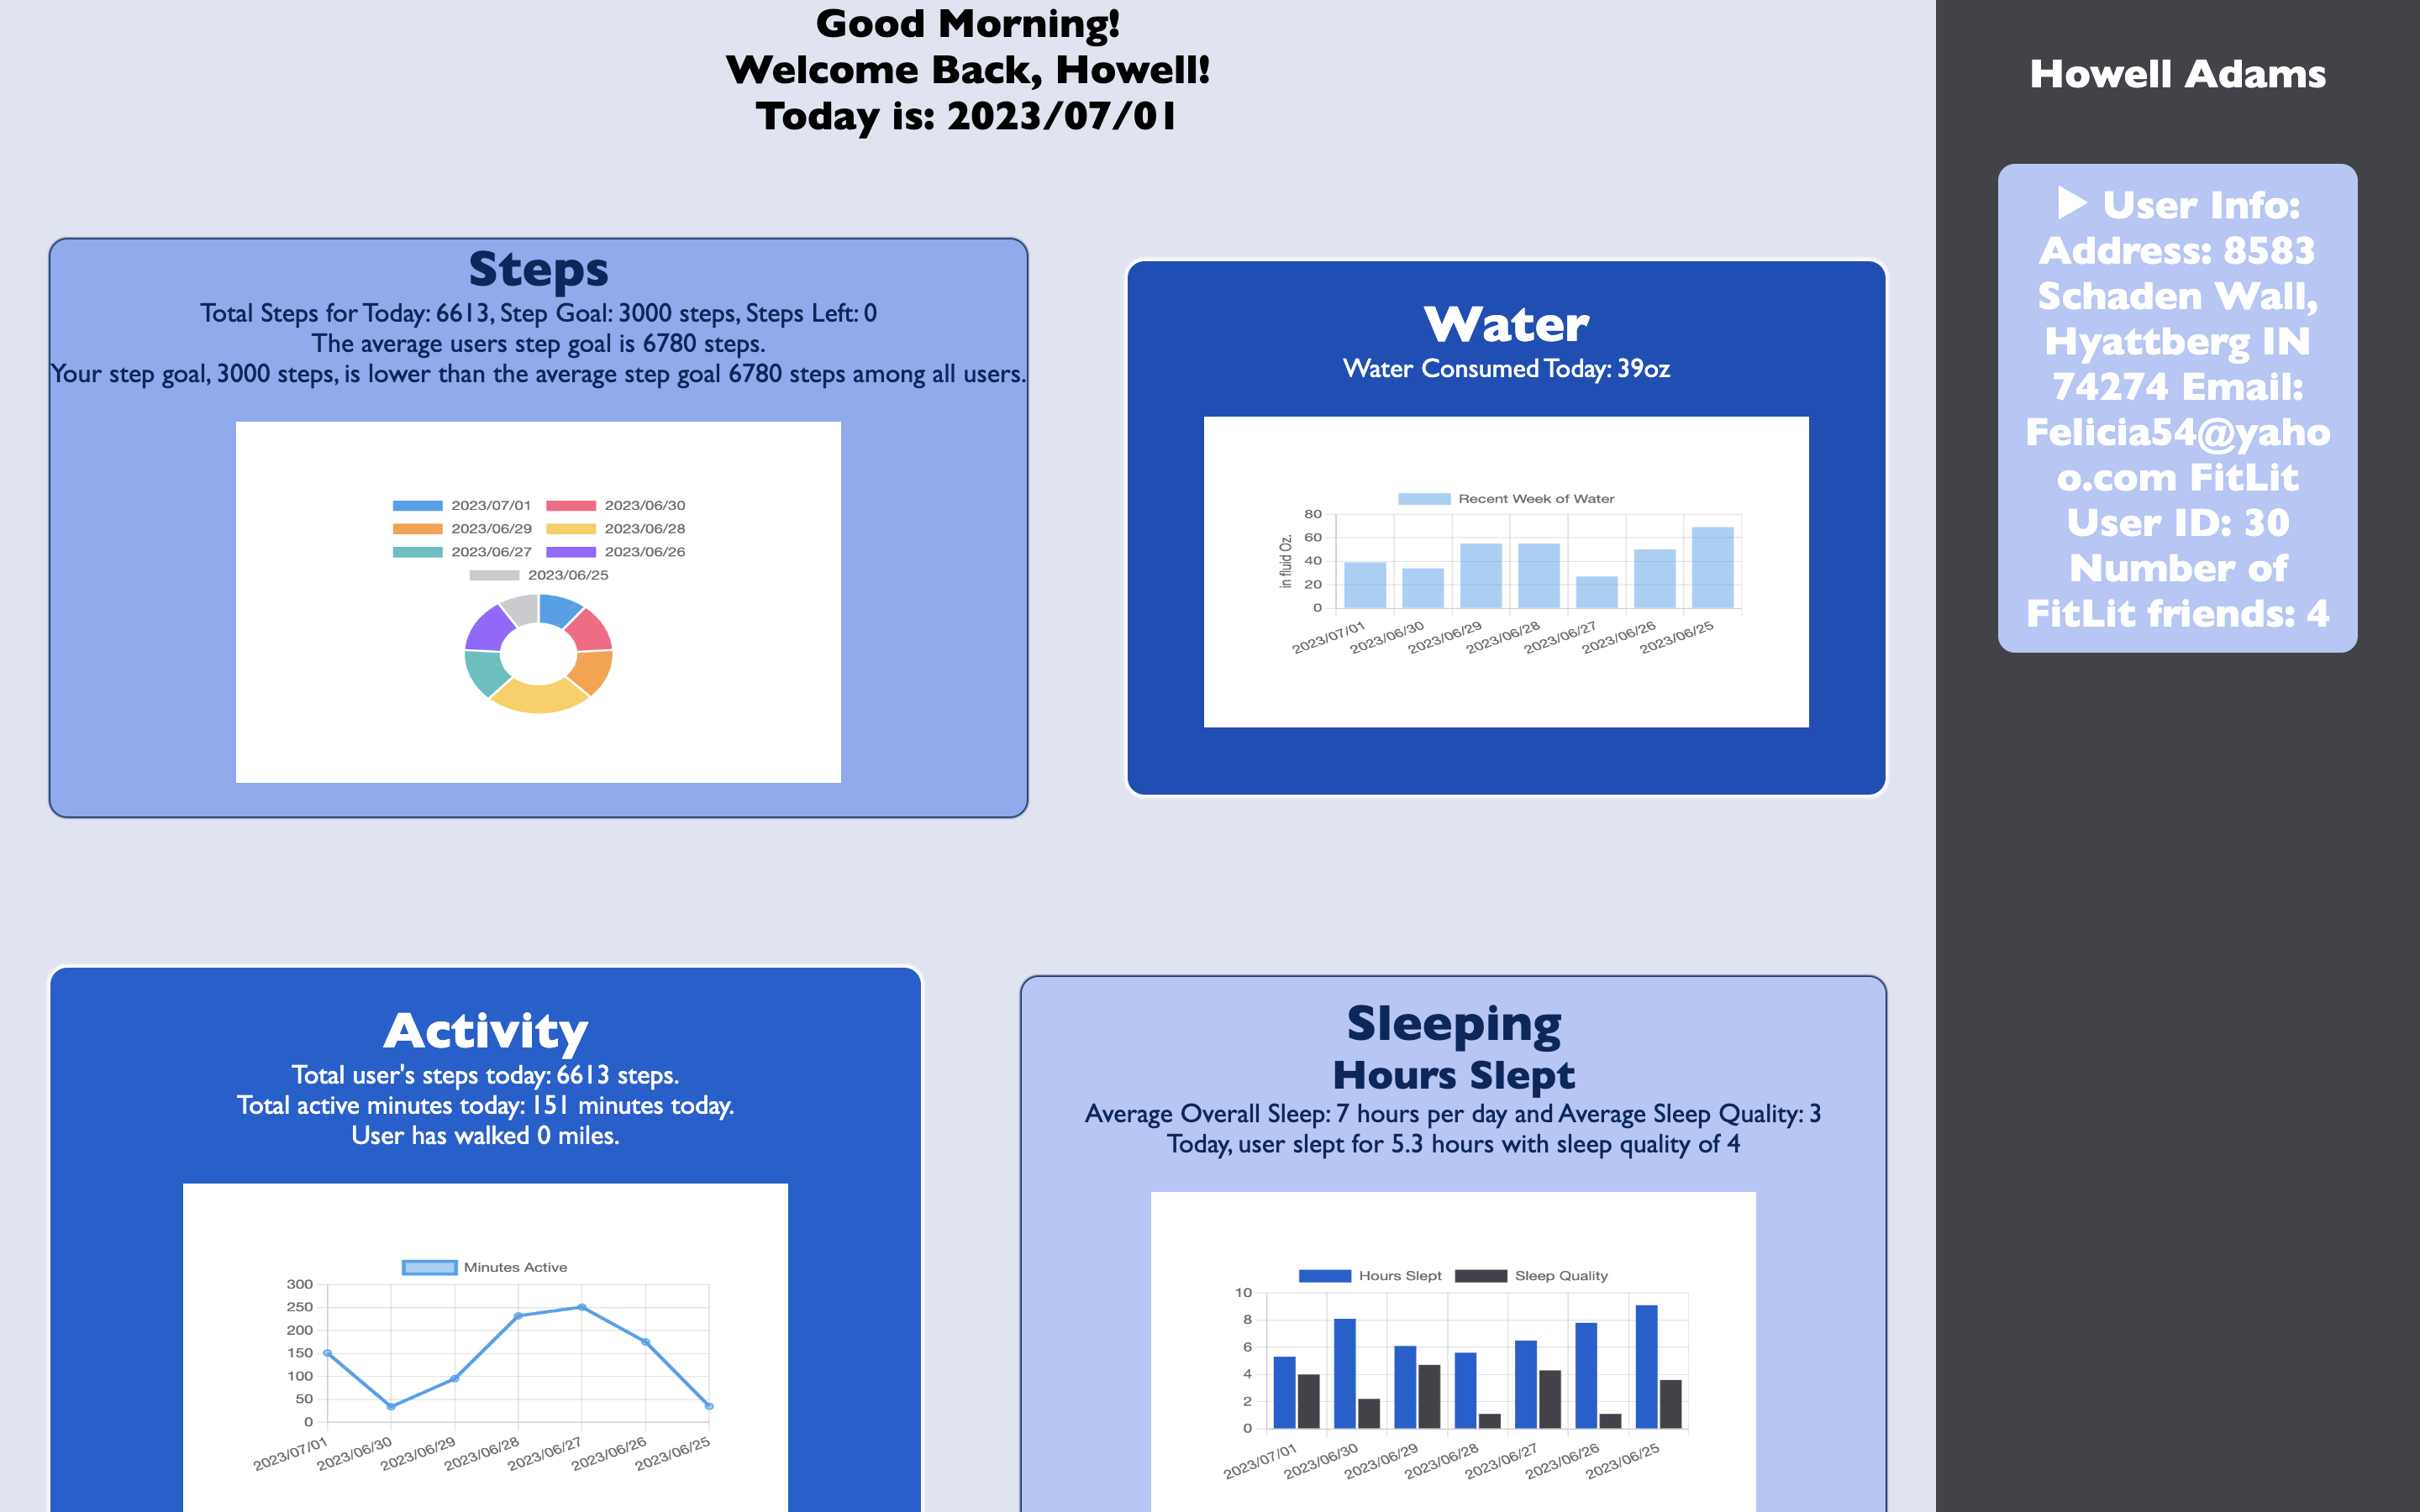 Good Morning!
Welcome Back, Howell!
Today is: 2023/07/01
Steps
Total Steps for Today: 6613, Step Goal: 3000 steps, Steps Left: 0
The average users step goal is 6780 steps.
Your step goal, 3000 steps, is lower than the average step goal 6780 steps among all users.
2023/07/01 2023/06/30
2023/06/29 2023/06/28
2023/06/27 2023/06/26
2023/06/25
Water
Water Consumed Today: 39oz
Recent Week of Water
in fluid Oz.
80
60
40
20
0
2023/07/01 2023/06/30 2023/06/29 2023/06/28 2023/06/27 2023/06/26 2023/06/25
Activity
Total user's steps today: 6613 steps.
Total active minutes today: 151 minutes today.
User has walked 0 miles.
Minutes Active
300
250
200
150
100
50
0
2023/07/01 2023/06/30 2023/06/29 2023/06/28 2023/06/27 2023/06/26 2023/06/25
Sleeping
Hours Slept
Average Overall Sleep: 7 hours per day and Average Sleep Quality: 3
Today, user slept for 5.3 hours with sleep quality of 4
Hours Slept Sleep Quality
10
8
6
4
2
0
2023/07/01 2023/06/30 2023/06/29 2023/06/28 2023/06/27 2023/06/26 2023/06/25
Howell Adams
User Info:
Address: 8583
Schaden Wall,
Hyattberg IN
74274 Email:
Felicia54@yaho
o.com FitLit
User ID: 30
Number of
FitLit friends: 4